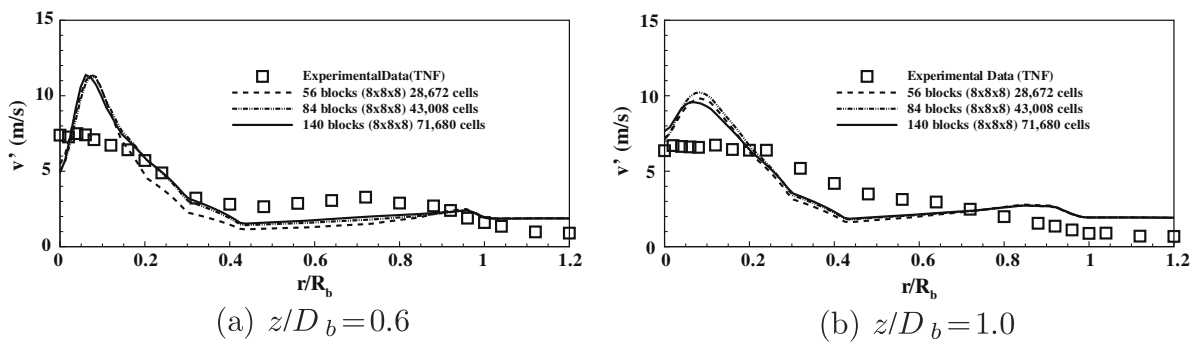 15
10
5
0
v' (m/s)
ExperimentalData(TNF)
56 blocks (8x8x8) 28,672 cells
84 blocks (8x8x8) 43,008 cells
140 blocks (8x8x8) 71,680 cells
0 0.2 0.4 0.6 0.8 1 1.2
r/R_b
(a) z/D_b=0.6
15
10
5
0
v' (m/s)
Experimental Data (TNF)
56 blocks (8x8x8) 28,672 cells
84 blocks (8x8x8) 43,008 cells
140 blocks (8x8x8) 71,680 cells
0 0.2 0.4 0.6 0.8 1 1.2
r/R_b
(b) z/D_b=1.0